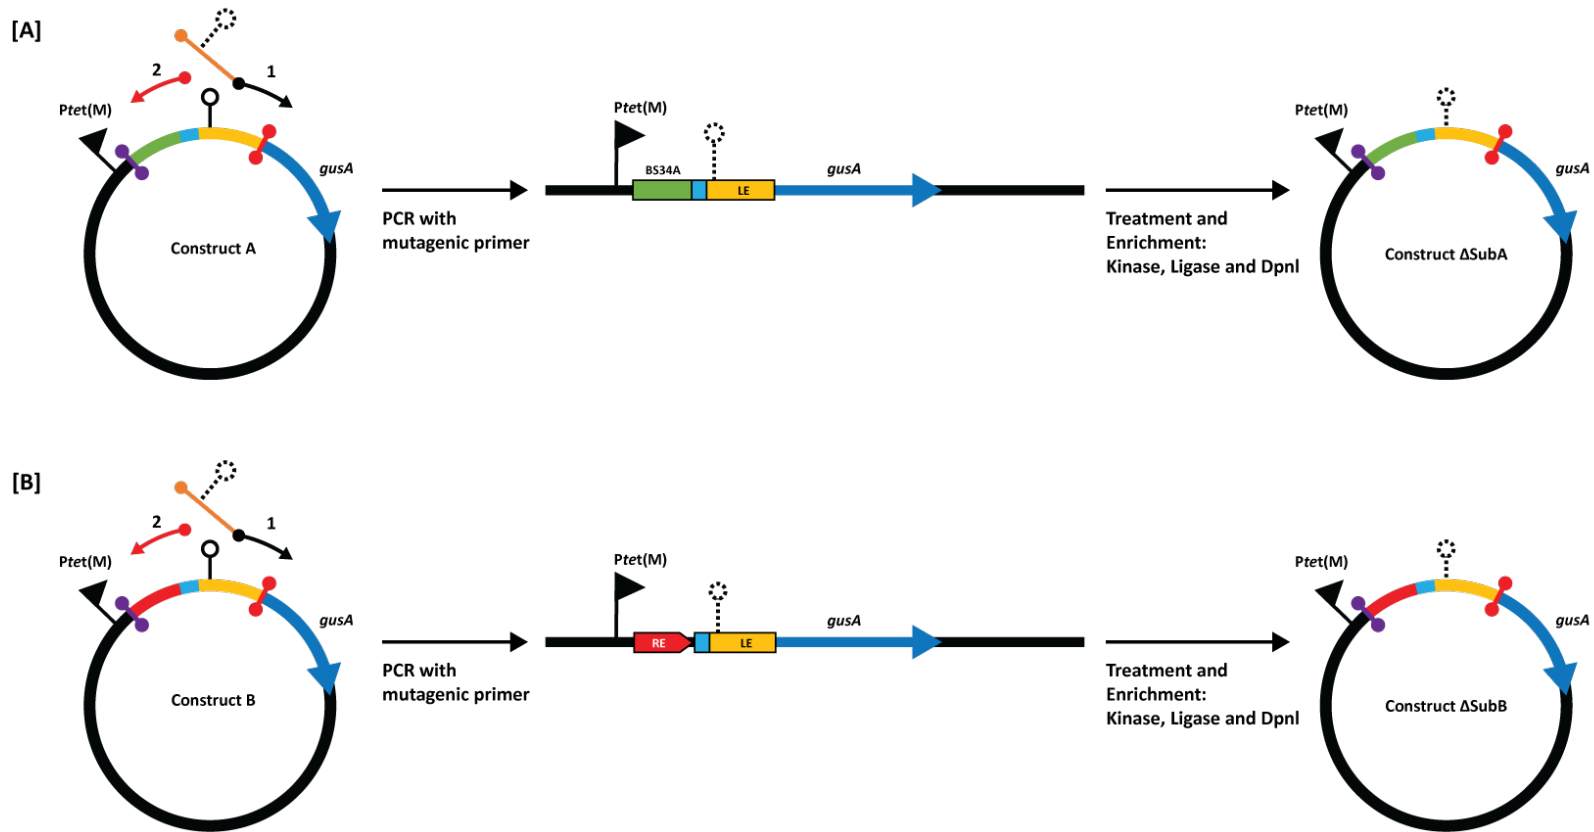 [A]
2
1
Ptet(M)
gusA
Construct A
PCR with
mutagenic primer
Ptet(M)
BS34A
LE
gusA
Treatment and
Enrichment:
Kinase, Ligase and DpnI
Ptet(M)
gusA
Construct ΔSubA
[B]
2
1
Ptet(M)
gusA
Construct B
PCR with
mutagenic primer
Ptet(M)
RE
LE
gusA
Treatment and
Enrichment:
Kinase, Ligase and DpnI
Ptet(M)
gusA
Construct ΔSubB